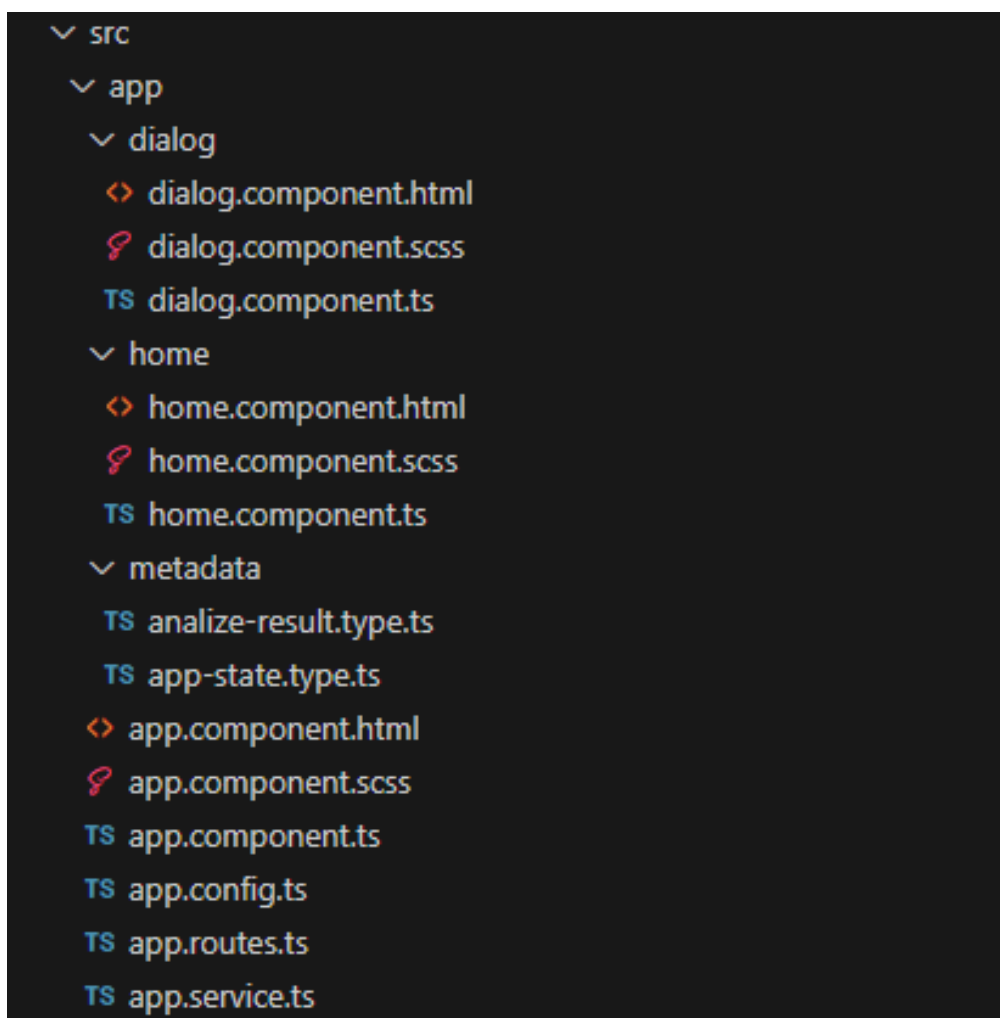 src
app
dialog
dialog.component.html
dialog.component.scss
TS dialog.component.ts
home
home.component.html
home.component.scss
TS home.component.ts
metadata
TS analize-result.type.ts
TS app-state.type.ts
app.component.html
app.component.scss
TS app.component.ts
TS app.config.ts
TS app.routes.ts
TS app.service.ts